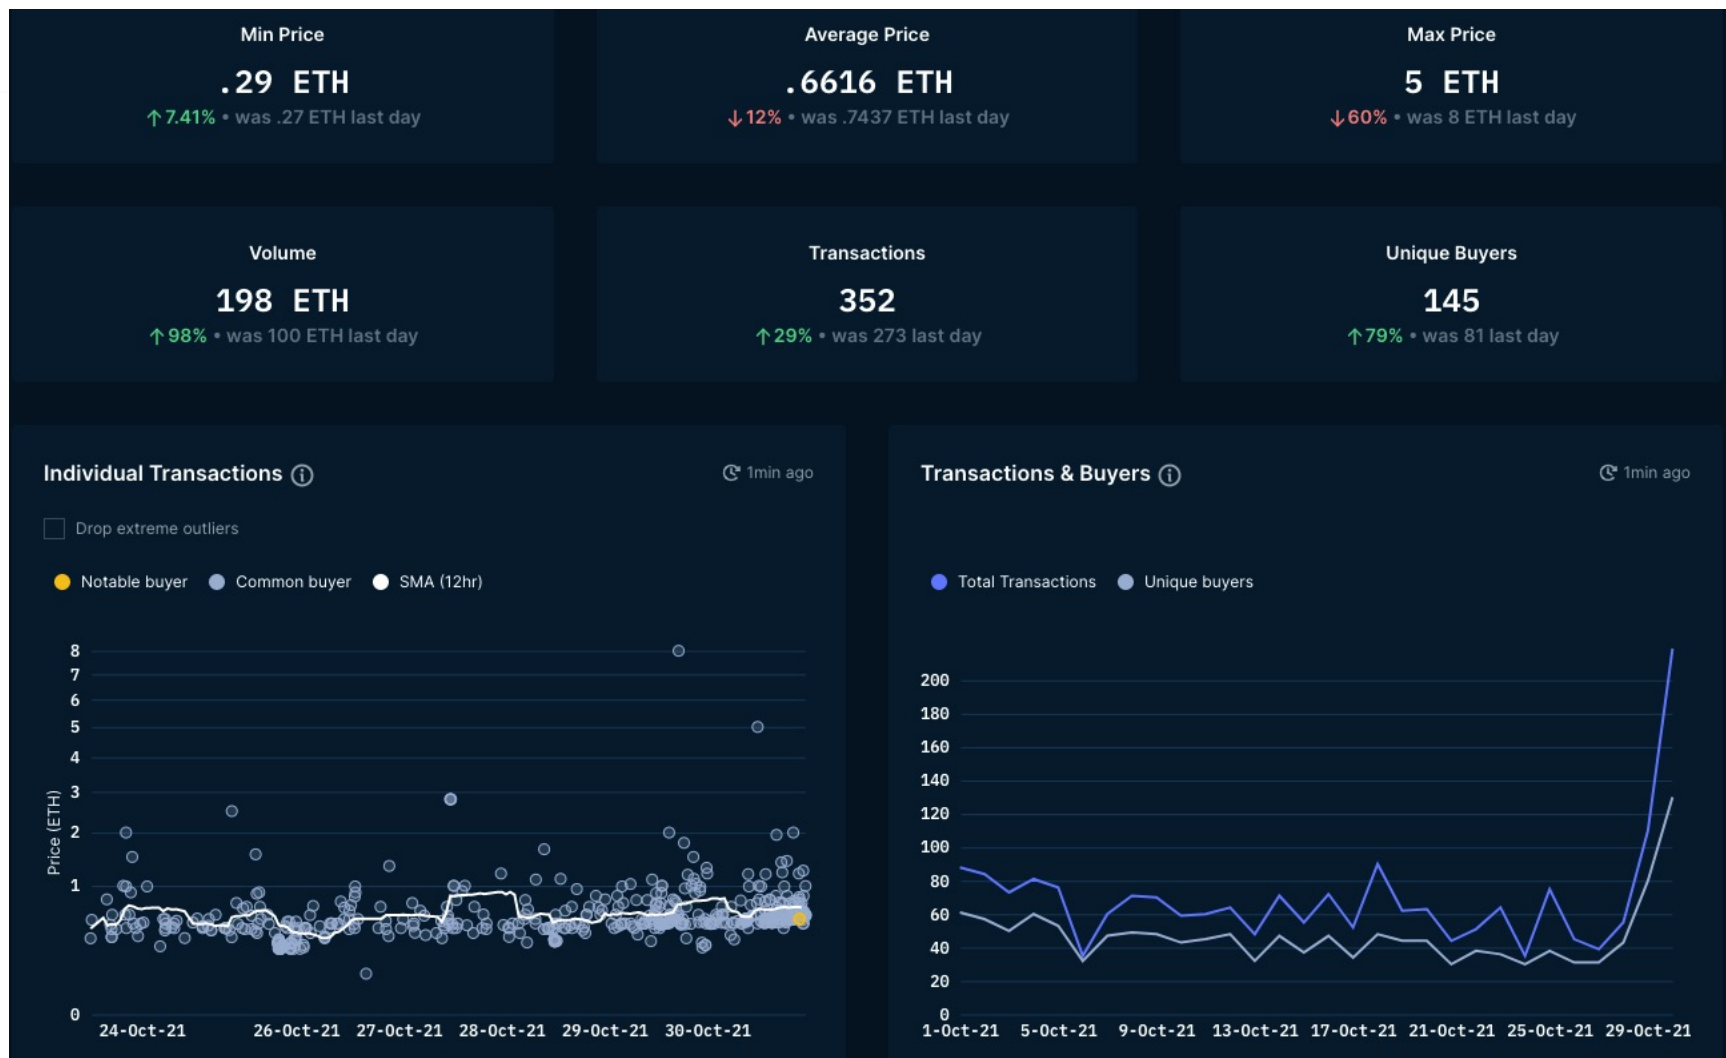 Min Price
.29 ETH
↑7.41% • was .27 ETH last day
Average Price
.6616 ETH
↓12% • was .7437 ETH last day
Max Price
5 ETH
↓60% • was 8 ETH last day
Volume
198 ETH
↑98% • was 100 ETH last day
Transactions
352
↑29% • was 273 last day
Unique Buyers
145
↑79% • was 81 last day
Individual Transactions
1min ago
Drop extreme outliers
Notable buyer Common buyer SMA (12hr)
Price (ETH)
8
7
6
5
4
3
2
1
0
24-Oct-21 26-Oct-21 27-Oct-21 28-Oct-21 29-Oct-21 30-Oct-21
Transactions & Buyers
1min ago
Total Transactions Unique buyers
200
180
160
140
120
100
80
60
40
20
0
1-Oct-21 5-Oct-21 9-Oct-21 13-Oct-21 17-Oct-21 21-Oct-21 25-Oct-21 29-Oct-21